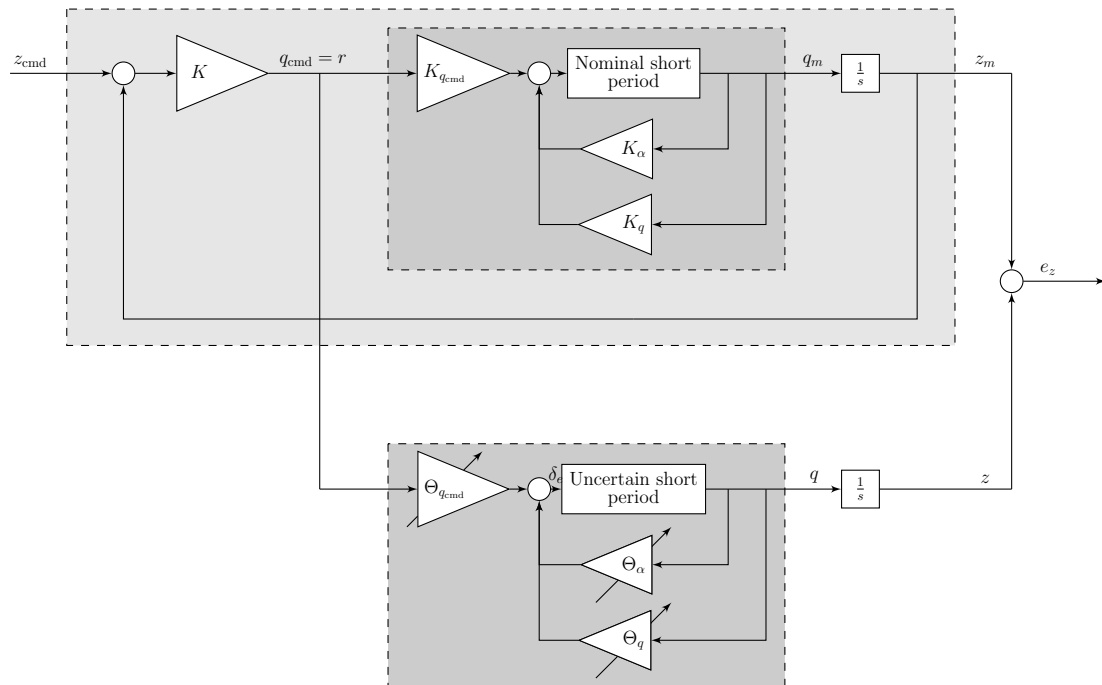 z_cmd
K
q_cmd = r
K_{q_cmd}
Nominal short
period
q_m
1/s
z_m
K_α
K_q
e_z
Θ_{q_cmd}
δ_e
Uncertain short
period
q
1/s
z
Θ_α
Θ_q